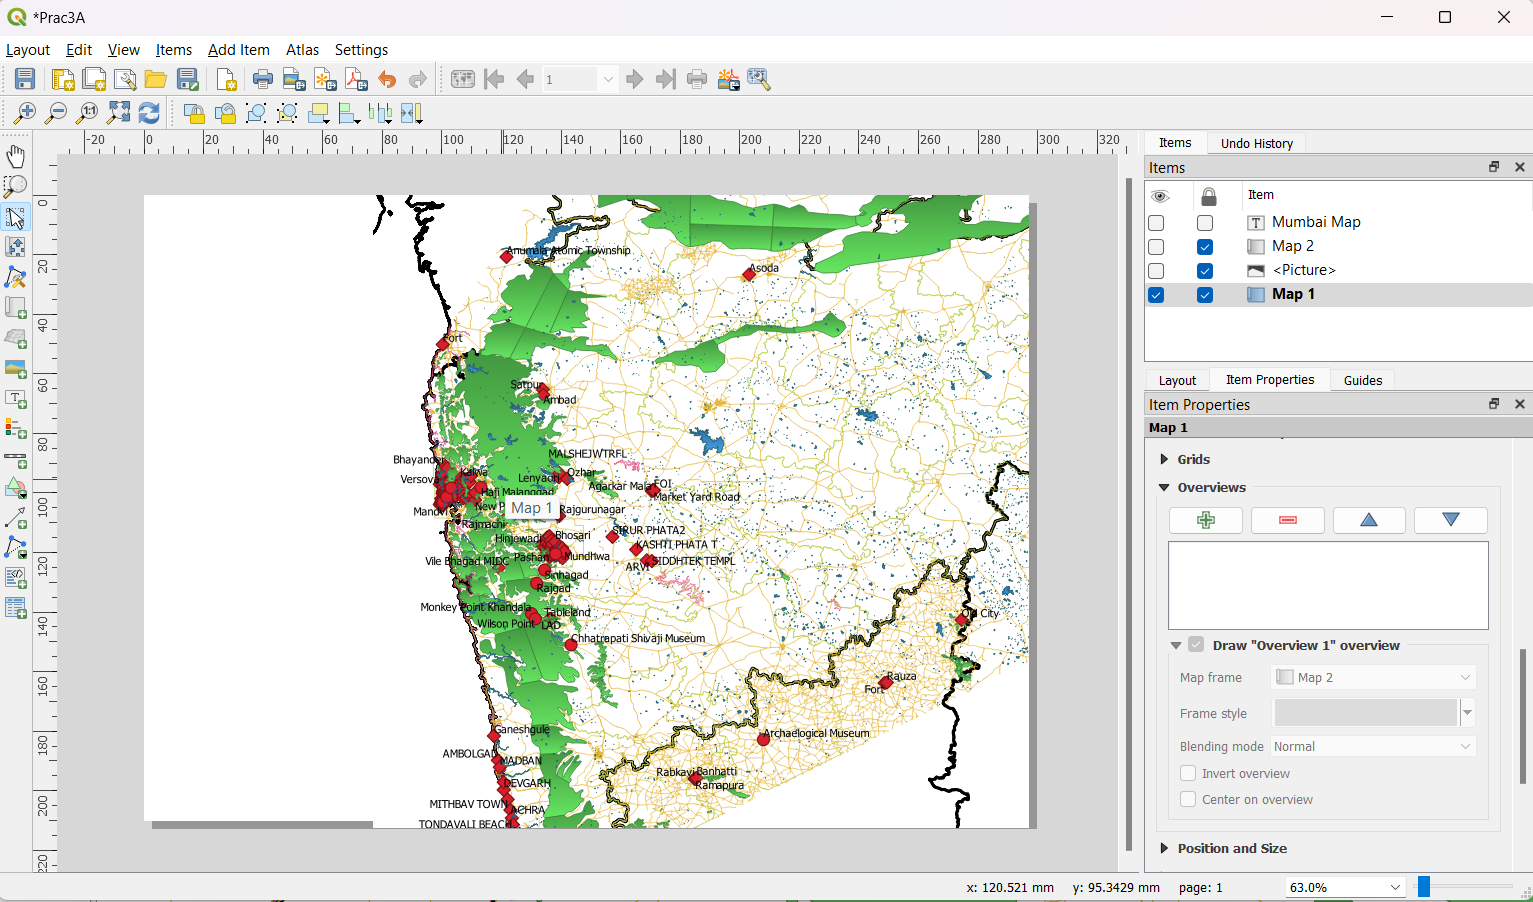 *Prac3A
Layout Edit View Items Add Item Atlas Settings
1
1:1
-20 0 20 40 60 80 100 120 140 160 180 200 220 240 260 280 300 320
0
20
40
60
80
100
120
140
160
180
200
220
Anumala Atomic Township
Asoda
Fort
Satpur
Ambad
MALSHEJWTRFL
Bhayander
Kalwa
Ozhar
Versova
Lenyadri
Agarkar Mala
FOI
Haji Malanggad
Market Yard Road
Mandvi
New P
Map 1
Rajgurunagar
Rajmachi
SIRUR PHATA2
Hinjewadi
Bhosari
KASHTI PHATA T
Vile Bhagad MIDC
Pashan
Mundhwa
ARVI
SIDDHTEK TEMPL
Sinhagad
Rajgad
Monkey Point Khandala
Tableland
Old City
Wilson Point
LAD
Chhatrapati Shivaji Museum
Rauza
Fort
Ganeshgule
Archaelogical Museum
AMBOLGAD
MADBAN
Rabkavi Banhatti
DEVGARH
Ramapura
MITHBAV TOWN
ACHRA
TONDAVALI BEACH
Items Undo History
Items
Item
T Mumbai Map
Map 2
<Picture>
Map 1
Layout Item Properties Guides
Item Properties
Map 1
Grids
Overviews
Draw "Overview 1" overview
Map frame Map 2
Frame style
Blending mode Normal
Invert overview
Center on overview
Position and Size
x: 120.521 mm y: 95.3429 mm page: 1 63.0%